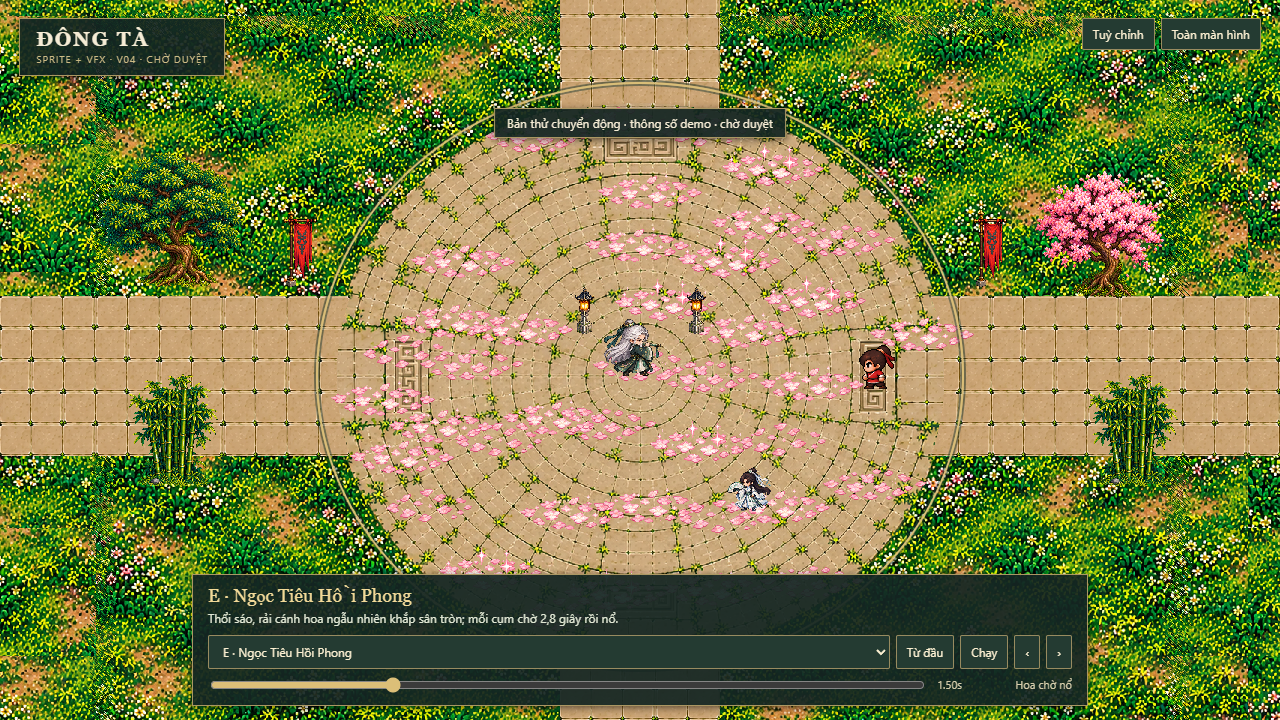 ĐÔNG TÀ
SPRITE + VFX · V04 · CHỜ DUYỆT
Tuỳ chỉnh
Toàn màn hình
Bản thử chuyển động · thông số demo · chờ duyệt
E · Ngọc Tiêu Hồi Phong
Thổi sáo, rải cánh hoa ngẫu nhiên khắp sân tròn; mỗi cụm chờ 2,8 giây rồi nổ.
E · Ngọc Tiêu Hồi Phong
Từ đầu
Chạy
‹
›
1.50s
Hoa chờ nổ